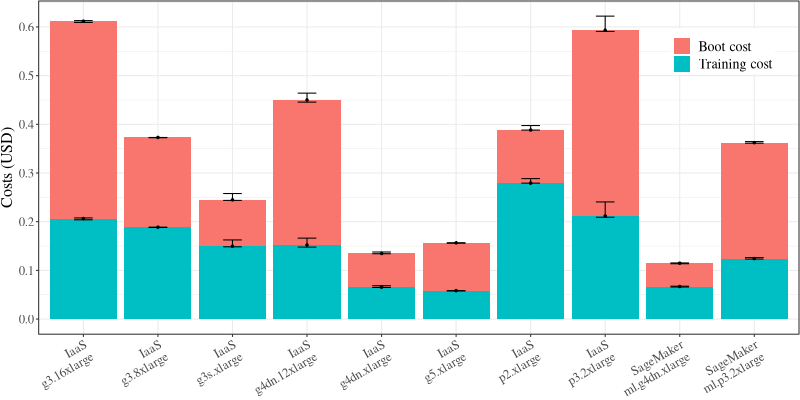 Costs (USD)
0.6
0.5
0.4
0.3
0.2
0.1
0.0
Boot cost
Training cost
IaaS
g3.16xlarge
IaaS
g3.8xlarge
IaaS
g3s.xlarge
IaaS
g4dn.12xlarge
IaaS
g4dn.xlarge
IaaS
g5.xlarge
IaaS
p2.xlarge
IaaS
p3.2xlarge
SageMaker
ml.g4dn.xlarge
SageMaker
ml.p3.2xlarge